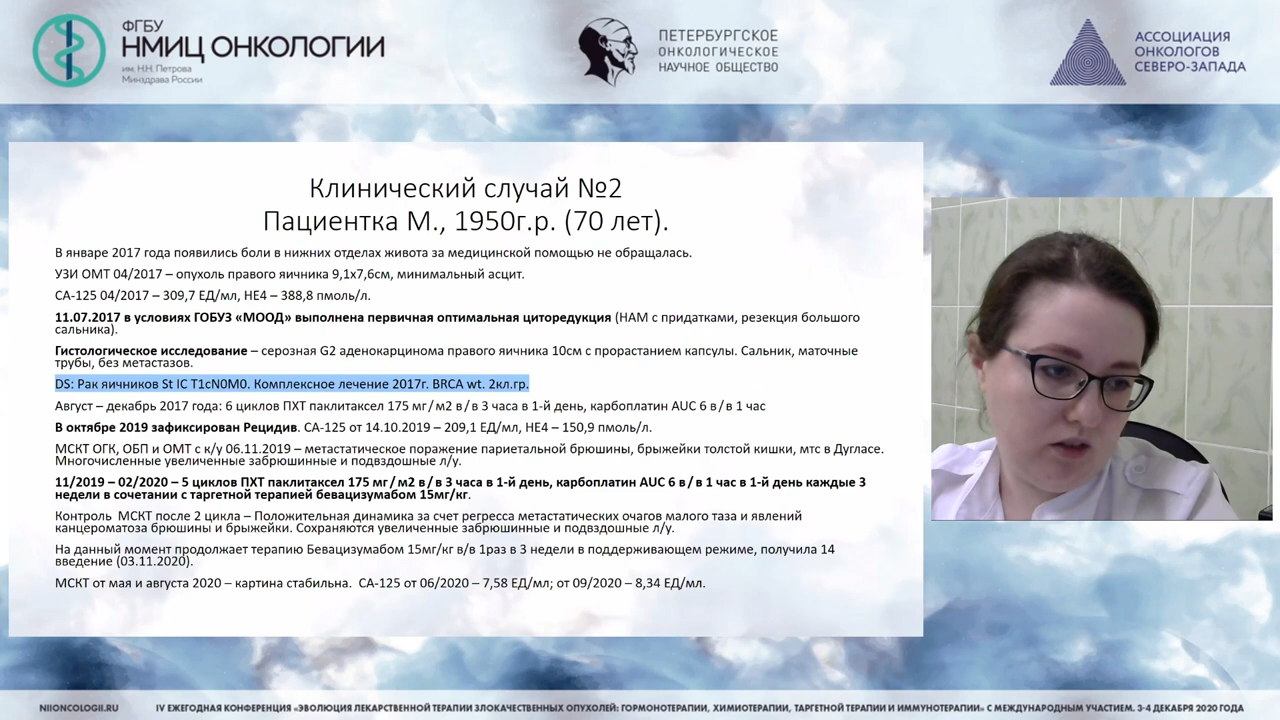 ФГБУ
НМИЦ ОНКОЛОГИИ
им. Н.Н. Петрова
Минздрава России
ПЕТЕРБУРГСКОЕ
ОНКОЛОГИЧЕСКОЕ
НАУЧНОЕ ОБЩЕСТВО
АССОЦИАЦИЯ
ОНКОЛОГОВ
СЕВЕРО-ЗАПАДА
Клинический случай №2
Пациентка М., 1950г.р. (70 лет).
В январе 2017 года появились боли в нижних отделах живота за медицинской помощью не обращалась.
УЗИ ОМТ 04/2017 – опухоль правого яичника 9,1х7,6см, минимальный асцит.
СА-125 04/2017 – 309,7 ЕД/мл, НЕ4 – 388,8 пмоль/л.
11.07.2017 в условиях ГОБУЗ «МООД» выполнена первичная оптимальная циторедукция (НАМ с придатками, резекция большого
сальника).
Гистологическое исследование – серозная G2 аденокарцинома правого яичника 10см с прорастанием капсулы. Сальник, маточные
трубы, без метастазов.
DS: Рак яичников St IC T1cN0M0. Комплексное лечение 2017г. BRCA wt. 2кл.гр.
Август – декабрь 2017 года: 6 циклов ПХТ паклитаксел 175 мг/м2 в/в 3 часа в 1-й день, карбоплатин AUC 6 в/в 1 час
В октябре 2019 зафиксирован Рецидив. СА-125 от 14.10.2019 – 209,1 ЕД/мл, НЕ4 – 150,9 пмоль/л.
МСКТ ОГК, ОБП и ОМТ с к/у 06.11.2019 – метастатическое поражение париетальной брюшины, брыжейки толстой кишки, мтс в Дугласе.
Многочисленные увеличенные забрюшинные и подвздошные л/у.
11/2019 – 02/2020 – 5 циклов ПХТ паклитаксел 175 мг/м2 в/в 3 часа в 1-й день, карбоплатин AUC 6 в/в 1 час в 1-й день каждые 3
недели в сочетании с таргетной терапией бевацизумабом 15мг/кг.
Контроль МСКТ после 2 цикла – Положительная динамика за счет регресса метастатических очагов малого таза и явлений
канцероматоза брюшины и брыжейки. Сохраняются увеличенные забрюшинные и подвздошные л/у.
На данный момент продолжает терапию Бевацизумабом 15мг/кг в/в 1раз в 3 недели в поддерживающем режиме, получила 14
введение (03.11.2020).
МСКТ от мая и августа 2020 – картина стабильна. СА-125 от 06/2020 – 7,58 ЕД/мл; от 09/2020 – 8,34 ЕД/мл.
NIIONCOLOGII.RU
IV ЕЖЕГОДНАЯ КОНФЕРЕНЦИЯ «ЭВОЛЮЦИЯ ЛЕКАРСТВЕННОЙ ТЕРАПИИ ЗЛОКАЧЕСТВЕННЫХ ОПУХОЛЕЙ: ГОРМОНОТЕРАПИИ, ХИМИОТЕРАПИИ, ТАРГЕТНОЙ ТЕРАПИИ И ИММУНОТЕРАПИИ» С МЕЖДУНАРОДНЫМ УЧАСТИЕМ. 3-4 ДЕКАБРЯ 2020 ГОДА